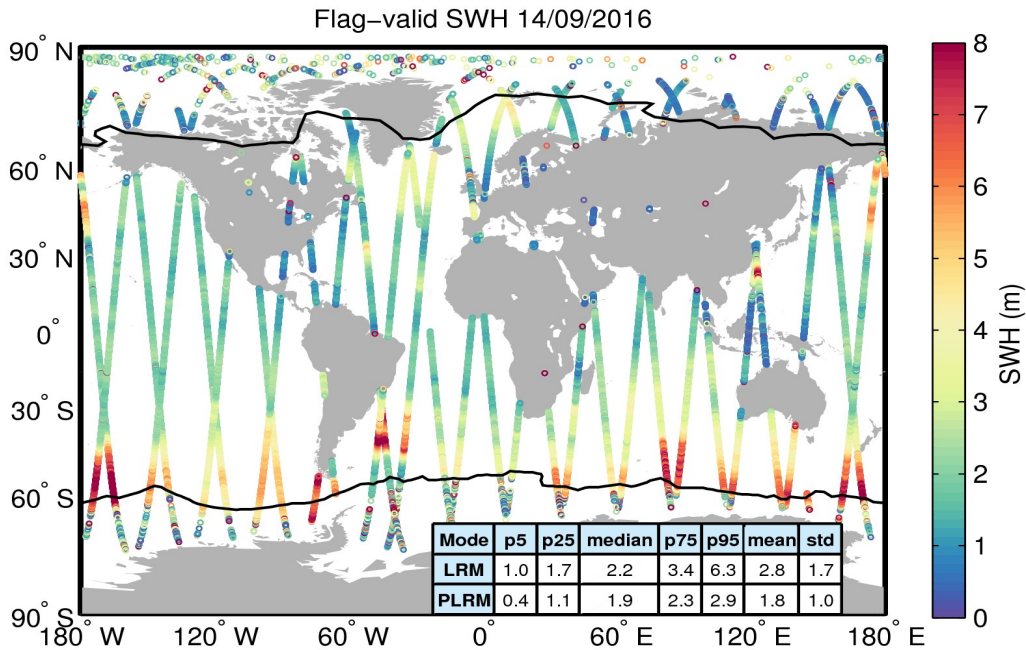 Flag−valid SWH 14/09/2016
90° N
60° N
30° N
0°
30° S
60° S
90° S
180° W
120° W
60° W
0°
60° E
120° E
180° E
8
7
6
5
4
3
2
1
0
SWH (m)
Mode p5 p25 median p75 p95 mean std
LRM 1.0 1.7 2.2 3.4 6.3 2.8 1.7
PLRM 0.4 1.1 1.9 2.3 2.9 1.8 1.0